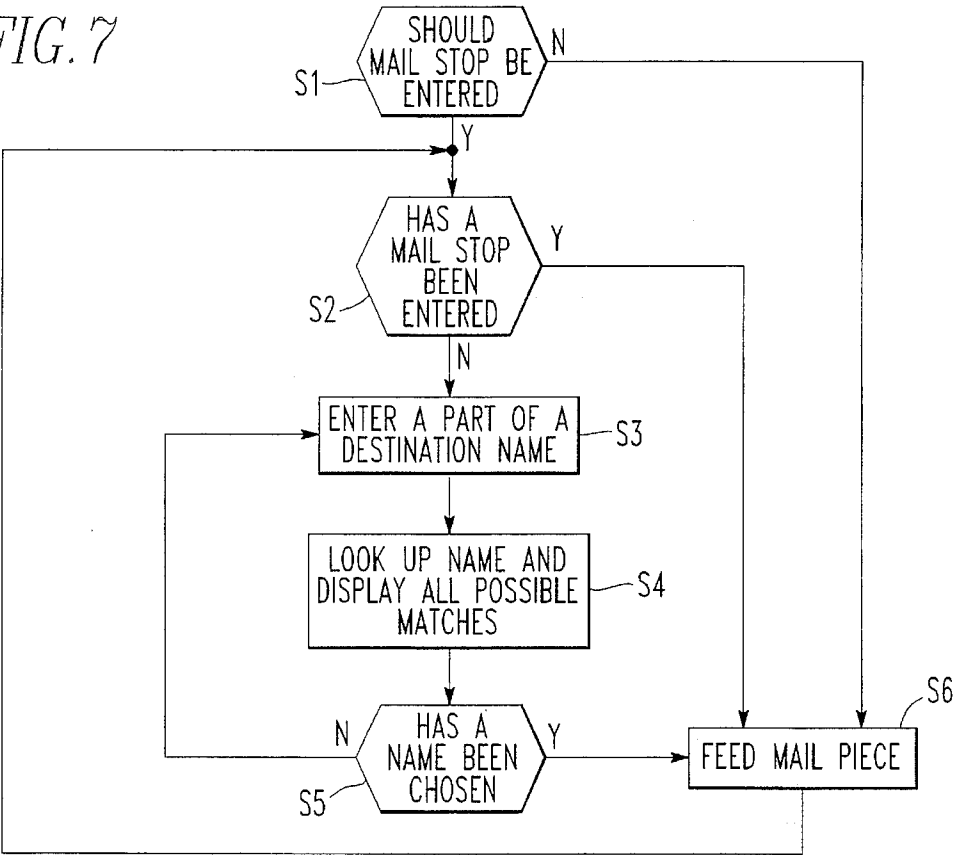 FIG. 7
SHOULD
MAIL STOP BE
ENTERED
N
S1
Y
HAS A
MAIL STOP
BEEN
ENTERED
Y
S2
N
ENTER A PART OF A
DESTINATION NAME
S3
LOOK UP NAME AND
DISPLAY ALL POSSIBLE
MATCHES
S4
S6
N
HAS A
NAME BEEN
CHOSEN
Y
FEED MAIL PIECE
S5